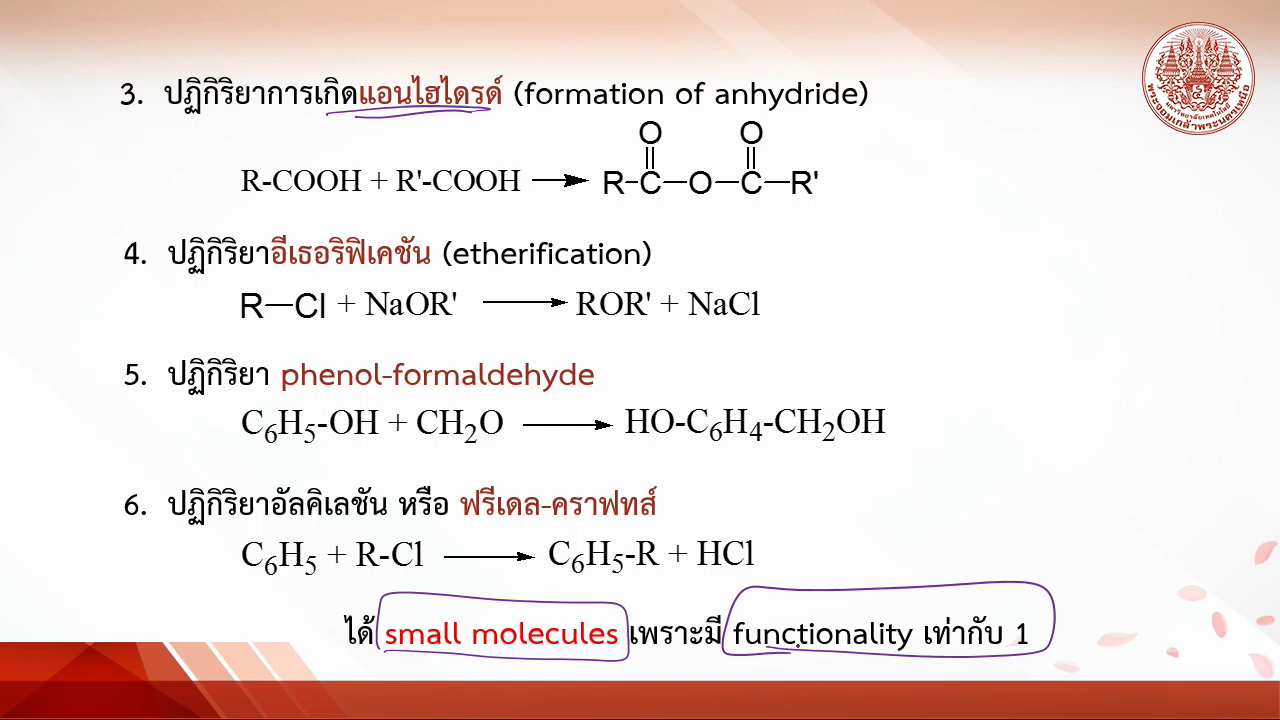 3. ปฏิกิริยาการเกิดแอนไฮไดรด์ (formation of anhydride)
O O
R-COOH + R'-COOH → R–C–O–C–R'
4. ปฏิกิริยาอีเธอริฟิเคชัน (etherification)
R–Cl + NaOR' → ROR' + NaCl
5. ปฏิกิริยา phenol-formaldehyde
C₆H₅-OH + CH₂O → HO-C₆H₄-CH₂OH
6. ปฏิกิริยาอัลคิเลชัน หรือ ฟรีเดล-คราฟทส์
C₆H₅ + R-Cl → C₆H₅-R + HCl
ได้ small molecules เพราะมี functionality เท่ากับ 1